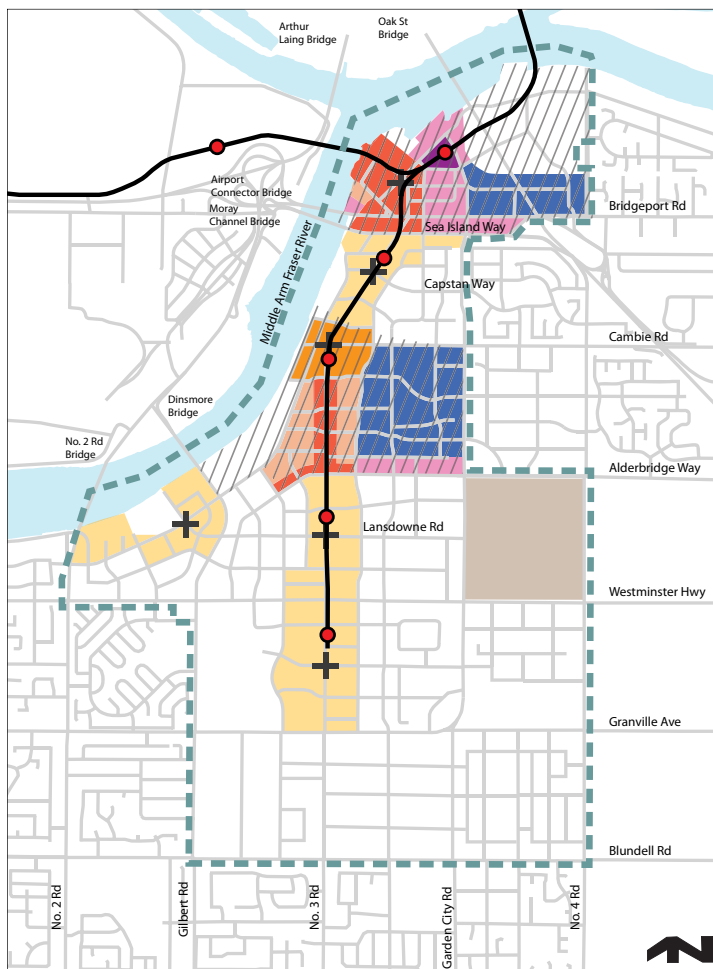 Arthur
Laing Bridge
Oak St
Bridge
Airport
Connector Bridge
Moray
Channel Bridge
Bridgeport Rd
Sea Island Way
Middle Arm Fraser River
Capstan Way
Cambie Rd
Dinsmore
Bridge
No. 2 Rd
Bridge
Alderbridge Way
Lansdowne Rd
Westminster Hwy
Granville Ave
Blundell Rd
No. 2 Rd
Gilbert Rd
No. 3 Rd
Garden City Rd
No. 4 Rd